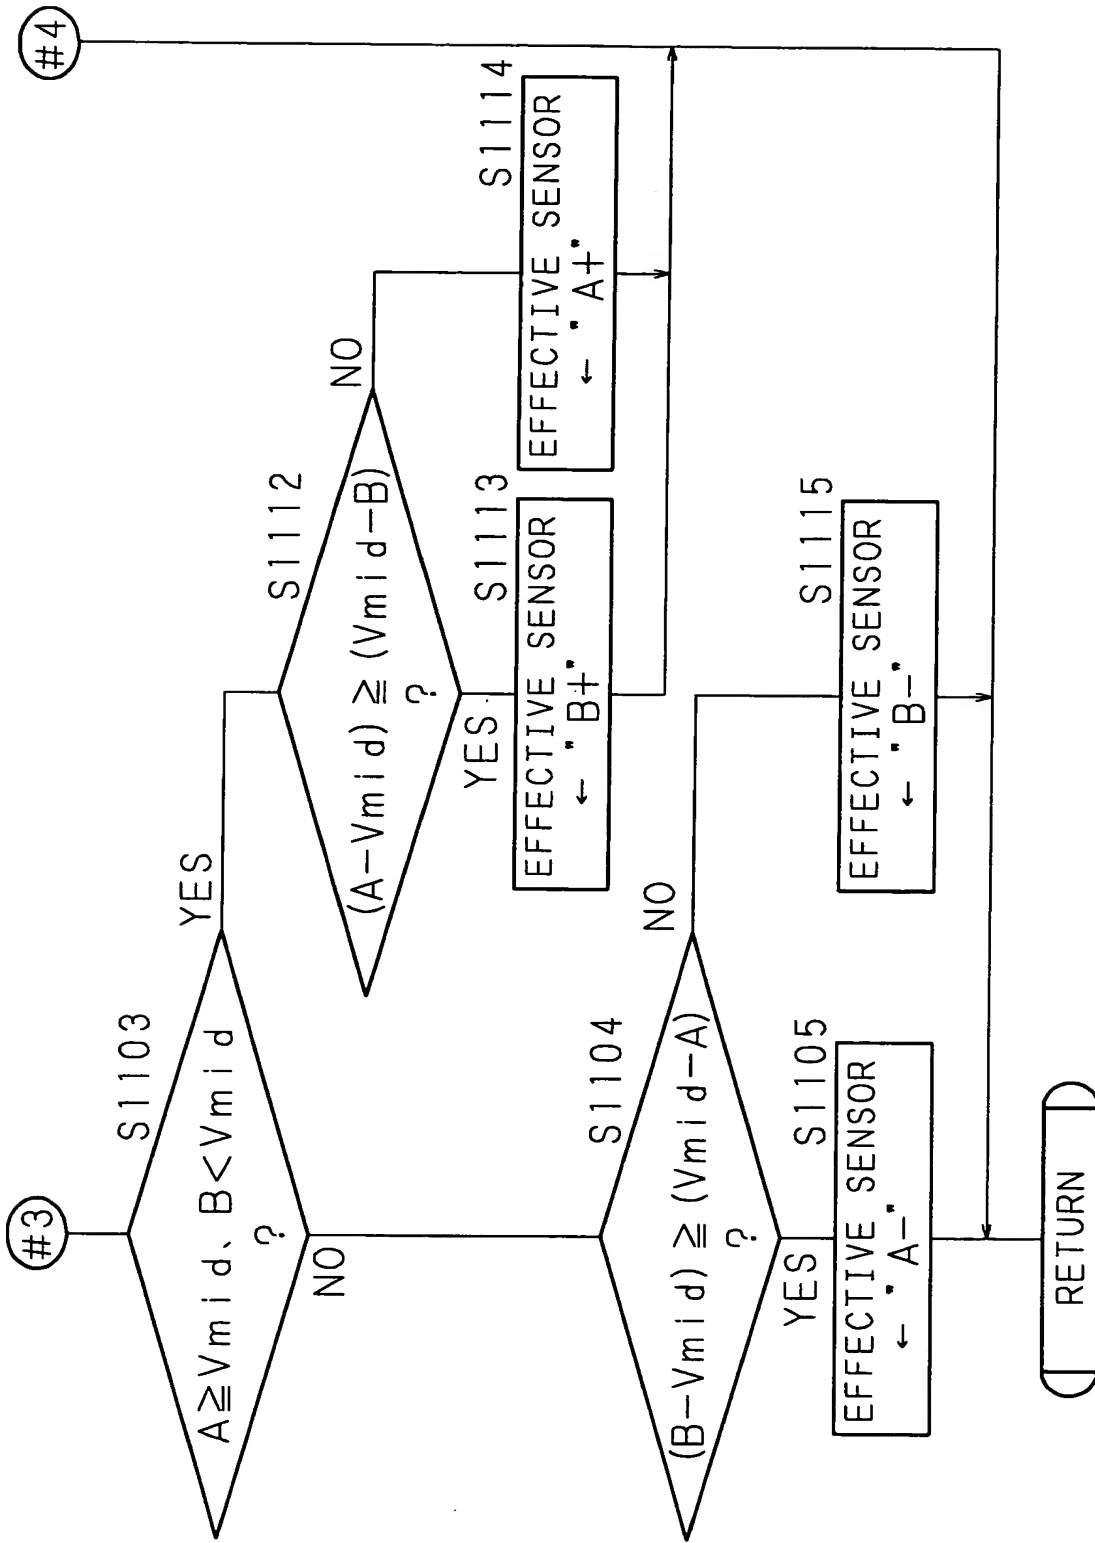 #3
#4
S1103
A≧Vmid、B<Vmid
?
YES
NO
S1112
(A−Vmid)≧(Vmid−B)
?
NO
YES
S1113
EFFECTIVE SENSOR
← "B+"
S1114
EFFECTIVE SENSOR
← "A+"
S1104
(B−Vmid)≧(Vmid−A)
?
NO
YES
S1105
EFFECTIVE SENSOR
← "A−"
S1115
EFFECTIVE SENSOR
← "B−"
RETURN